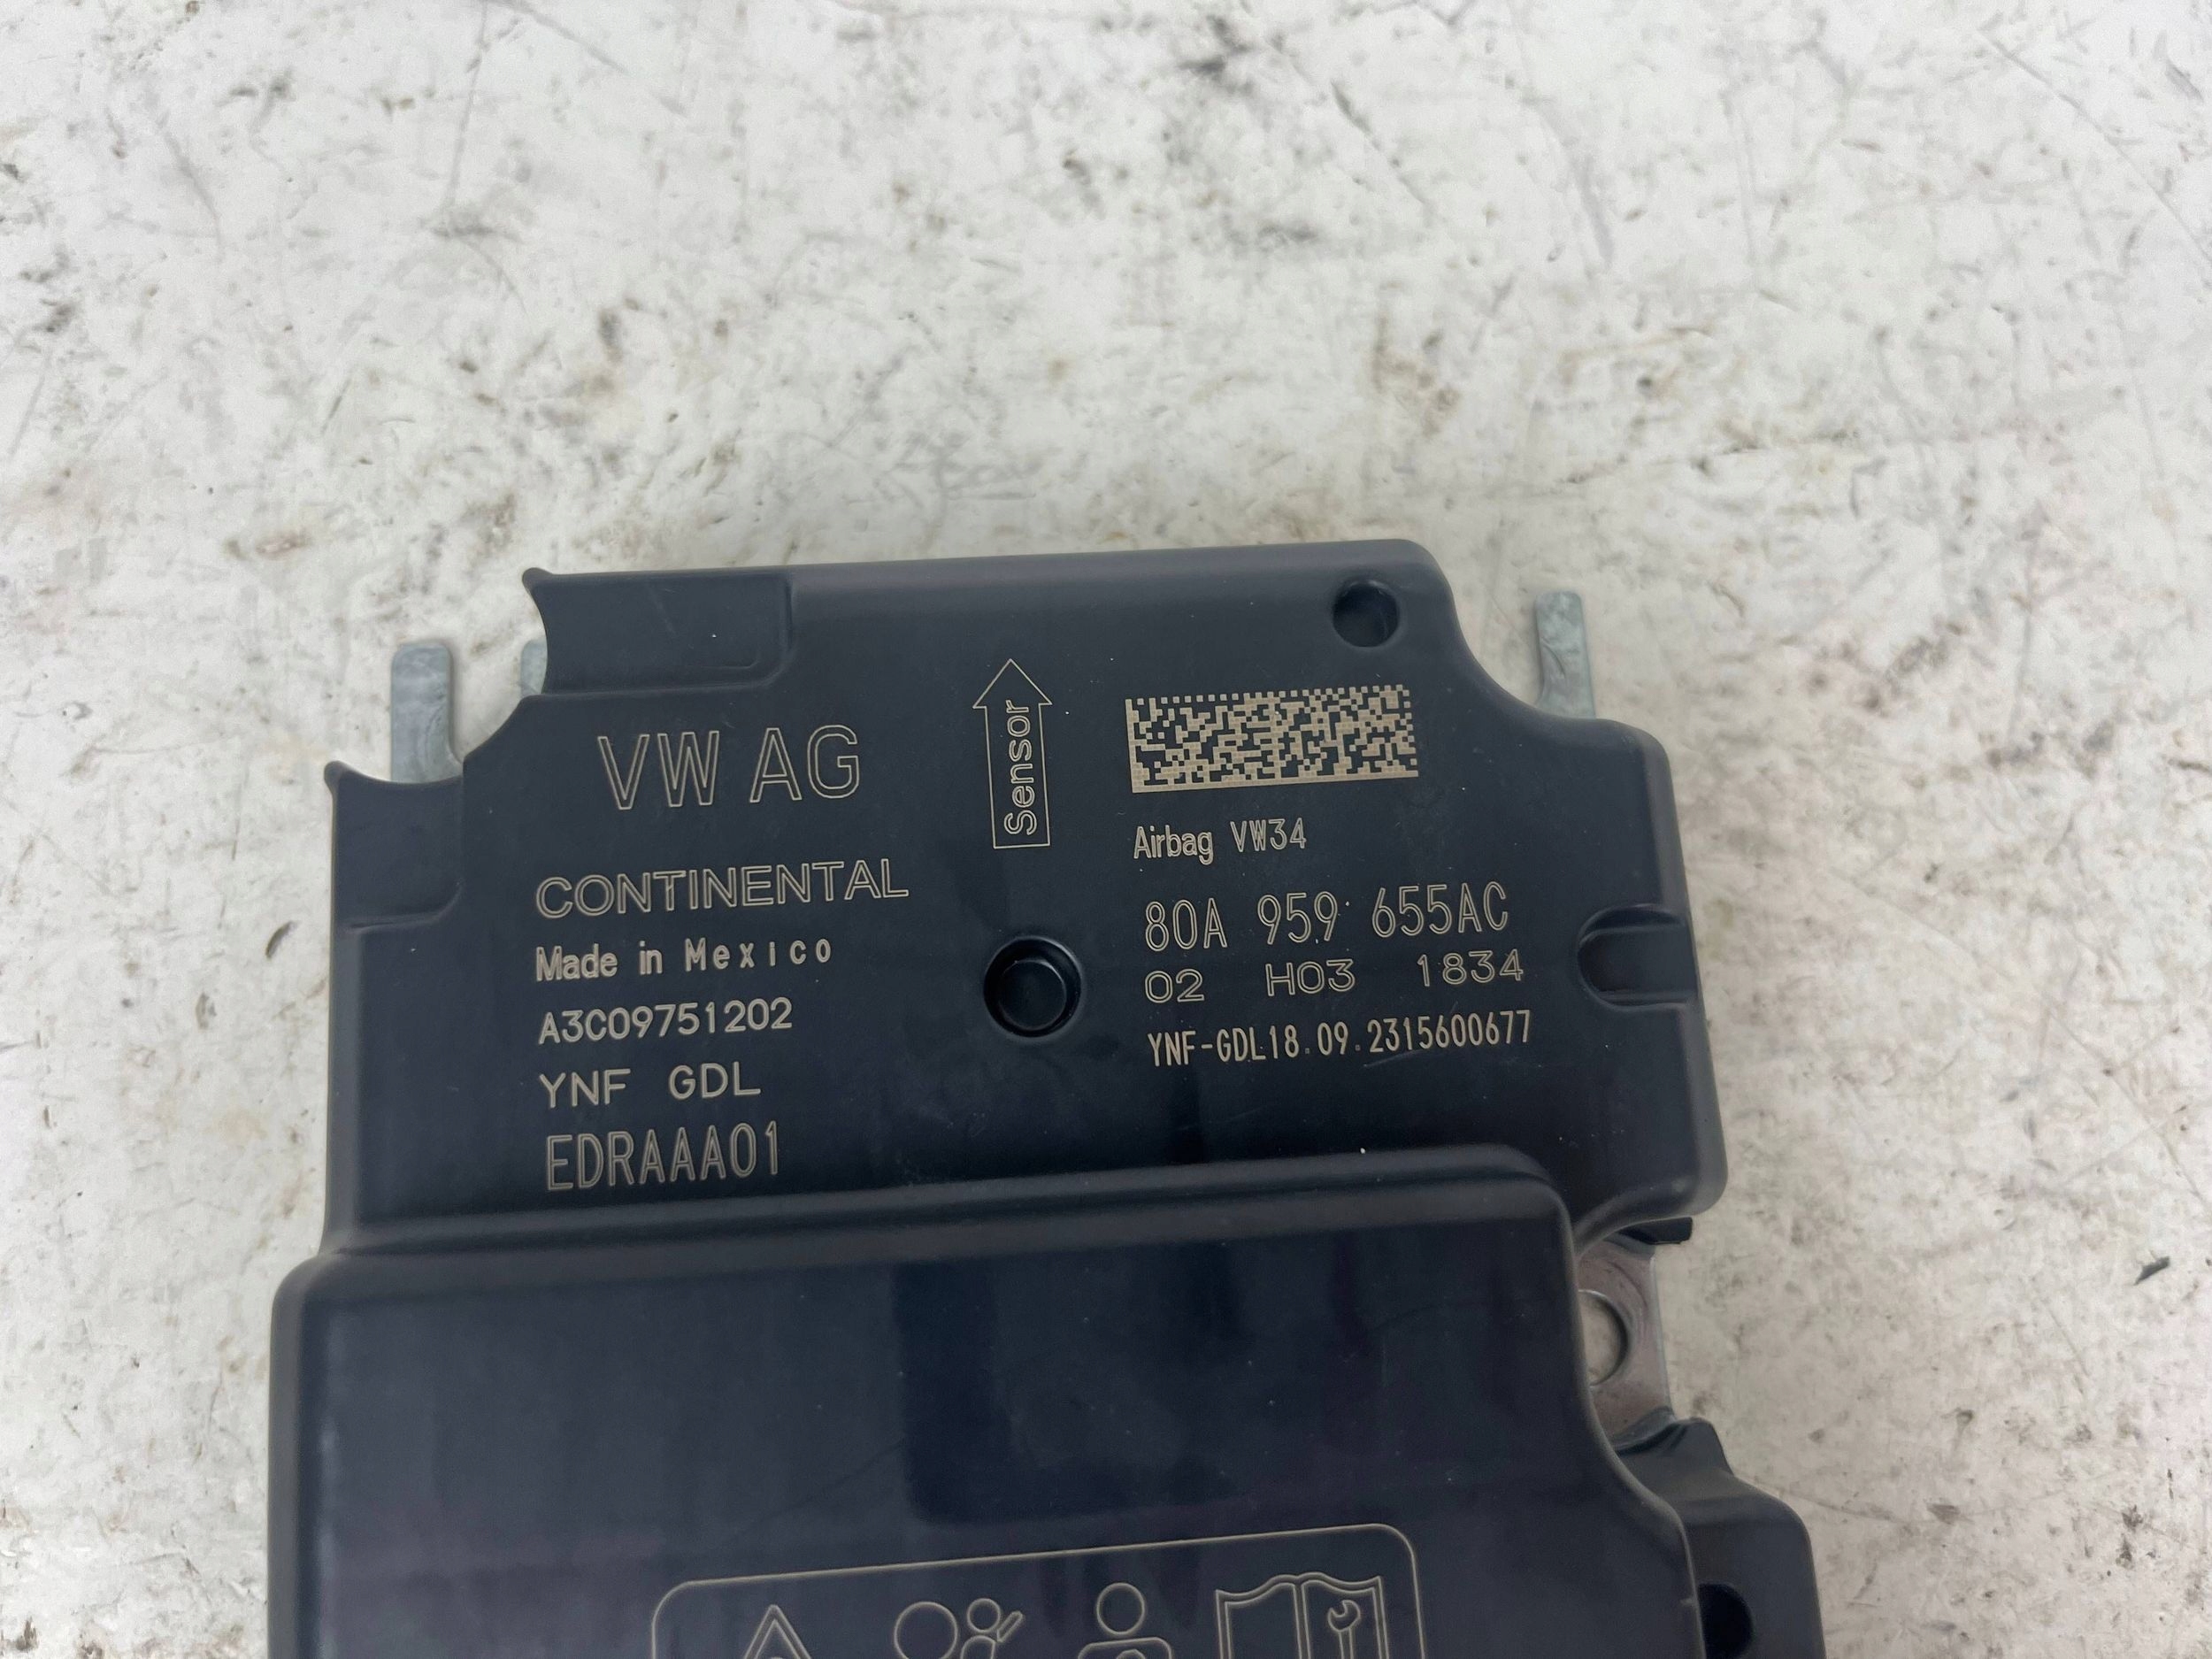 VW AG
CONTINENTAL
Made in Mexico
A3C09751202
YNF GDL
EDRAAA01
Sensor
Airbag VW34
80A 959 655AC
02 H03 1834
YNF-GDL18.09.2315600677